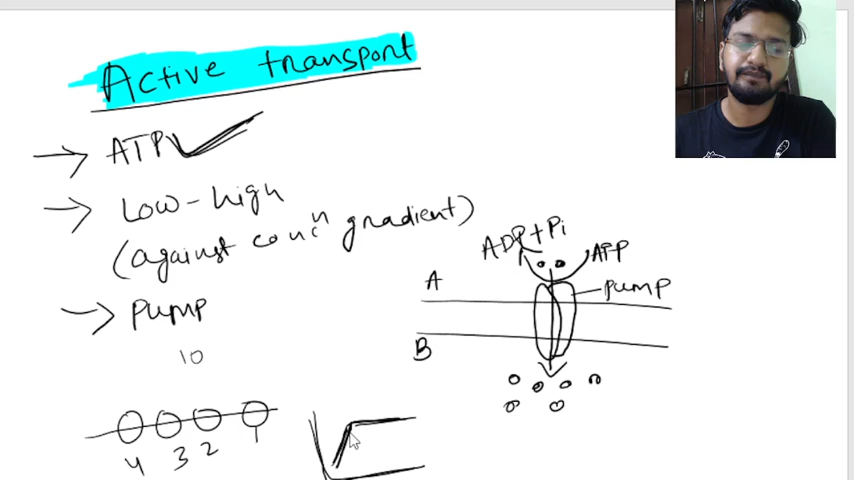 Active transport
→ ATP ✓
→ Low - high
(against concⁿ gradient)
→ Pump
10
4 3 2 1
ADP+Pi
ATP
A
Pump
B